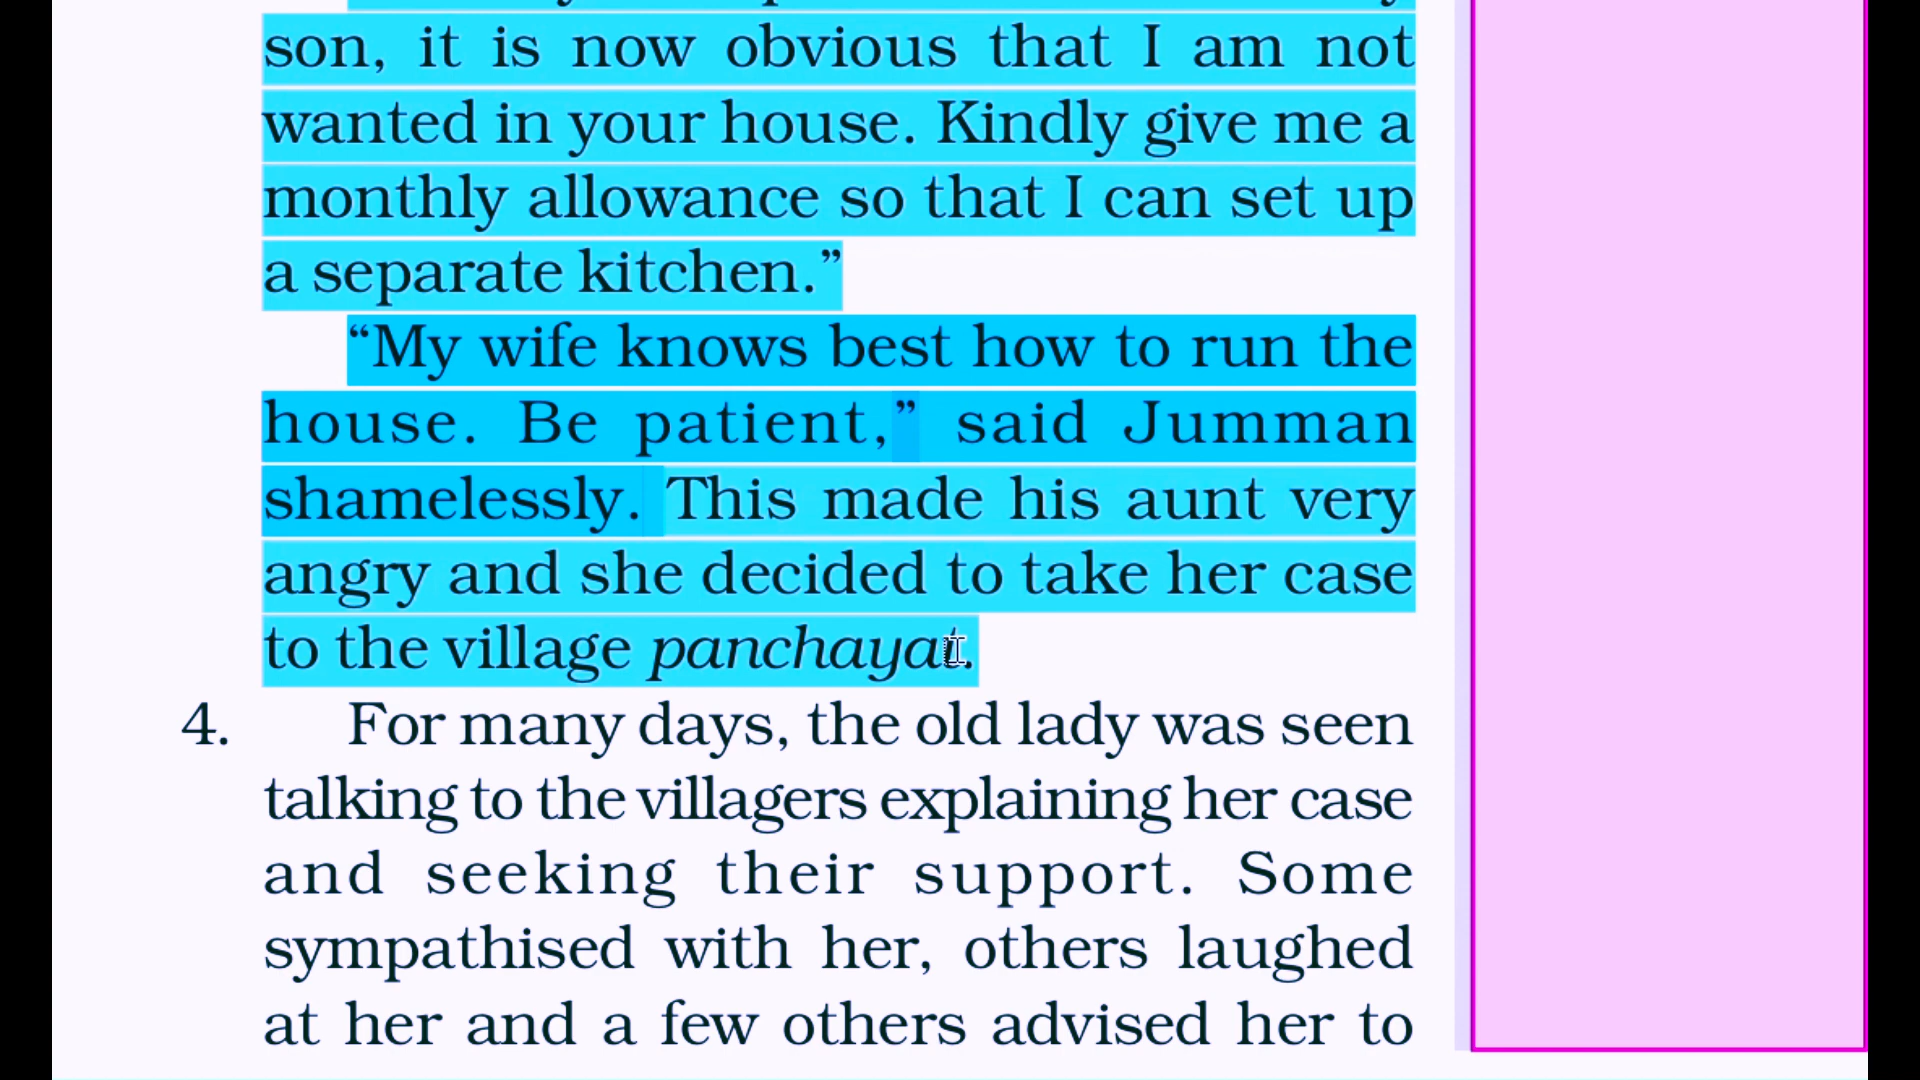 son, it is now obvious that I am not
wanted in your house. Kindly give me a
monthly allowance so that I can set up
a separate kitchen.”
“My wife knows best how to run the
house. Be patient,” said Jumman
shamelessly. This made his aunt very
angry and she decided to take her case
to the village panchayat.
4. For many days, the old lady was seen
talking to the villagers explaining her case
and seeking their support. Some
sympathised with her, others laughed
at her and a few others advised her to